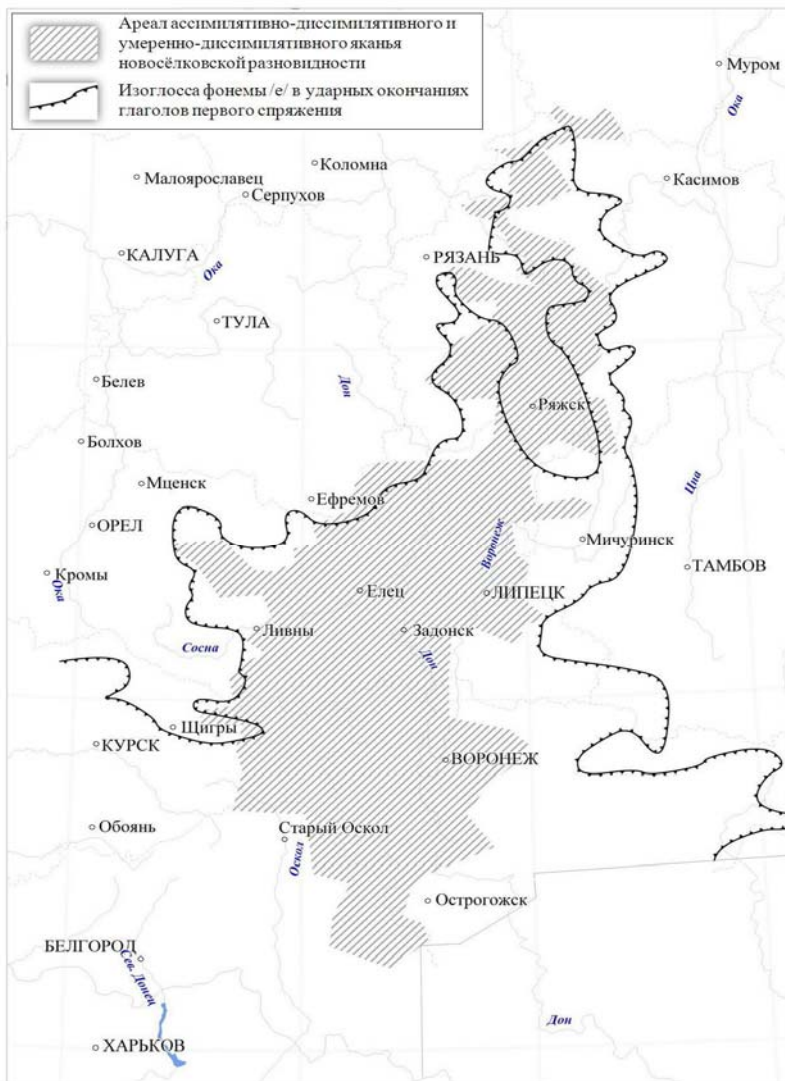 Ареал ассимилятивно-диссимилятивного и
умеренно-диссимилятивного яканья
новосёлковской разновидности
Изоглосса фонемы /е/ в ударных окончаниях
глаголов первого спряжения
Муром
Ока
Коломна
Малоярославец
Серпухов
Касимов
КАЛУГА
Ока
РЯЗАНЬ
ТУЛА
Белев
Дон
Ряжск
Болхов
Мценск
Цна
Ефремов
ОРЕЛ
Воронеж
Мичуринск
ТАМБОВ
Кромы
Ока
Елец
ЛИПЕЦК
Ливны
Задонск
Сосна
Дон
Щигры
КУРСК
ВОРОНЕЖ
Обоянь
Старый Оскол
Оскол
Острогожск
БЕЛГОРОД
Сев. Донец
Дон
ХАРЬКОВ